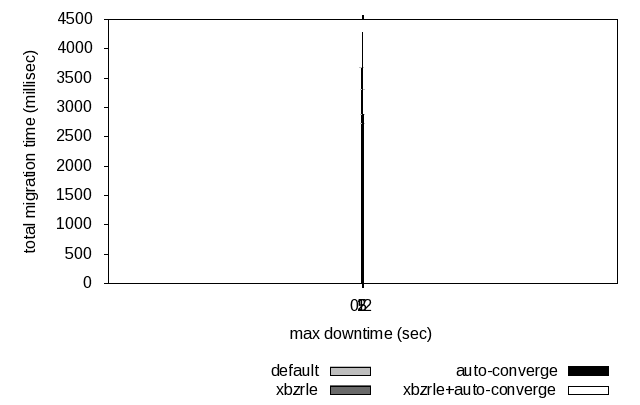 4500
4000
3500
3000
2500
2000
1500
1000
500
0
total migration time (millisec)
max downtime (sec)
default
auto-converge
xbzrle
xbzrle+auto-converge